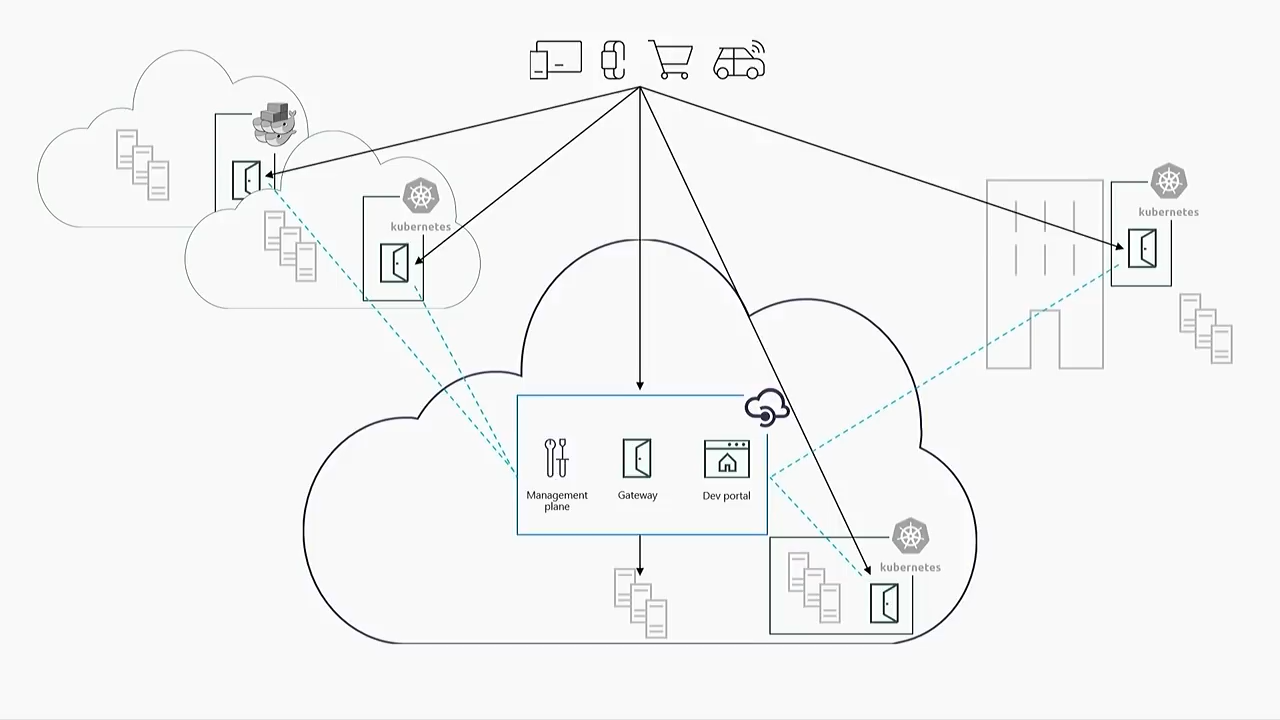 kubernetes
kubernetes
Management
plane
Gateway
Dev portal
kubernetes